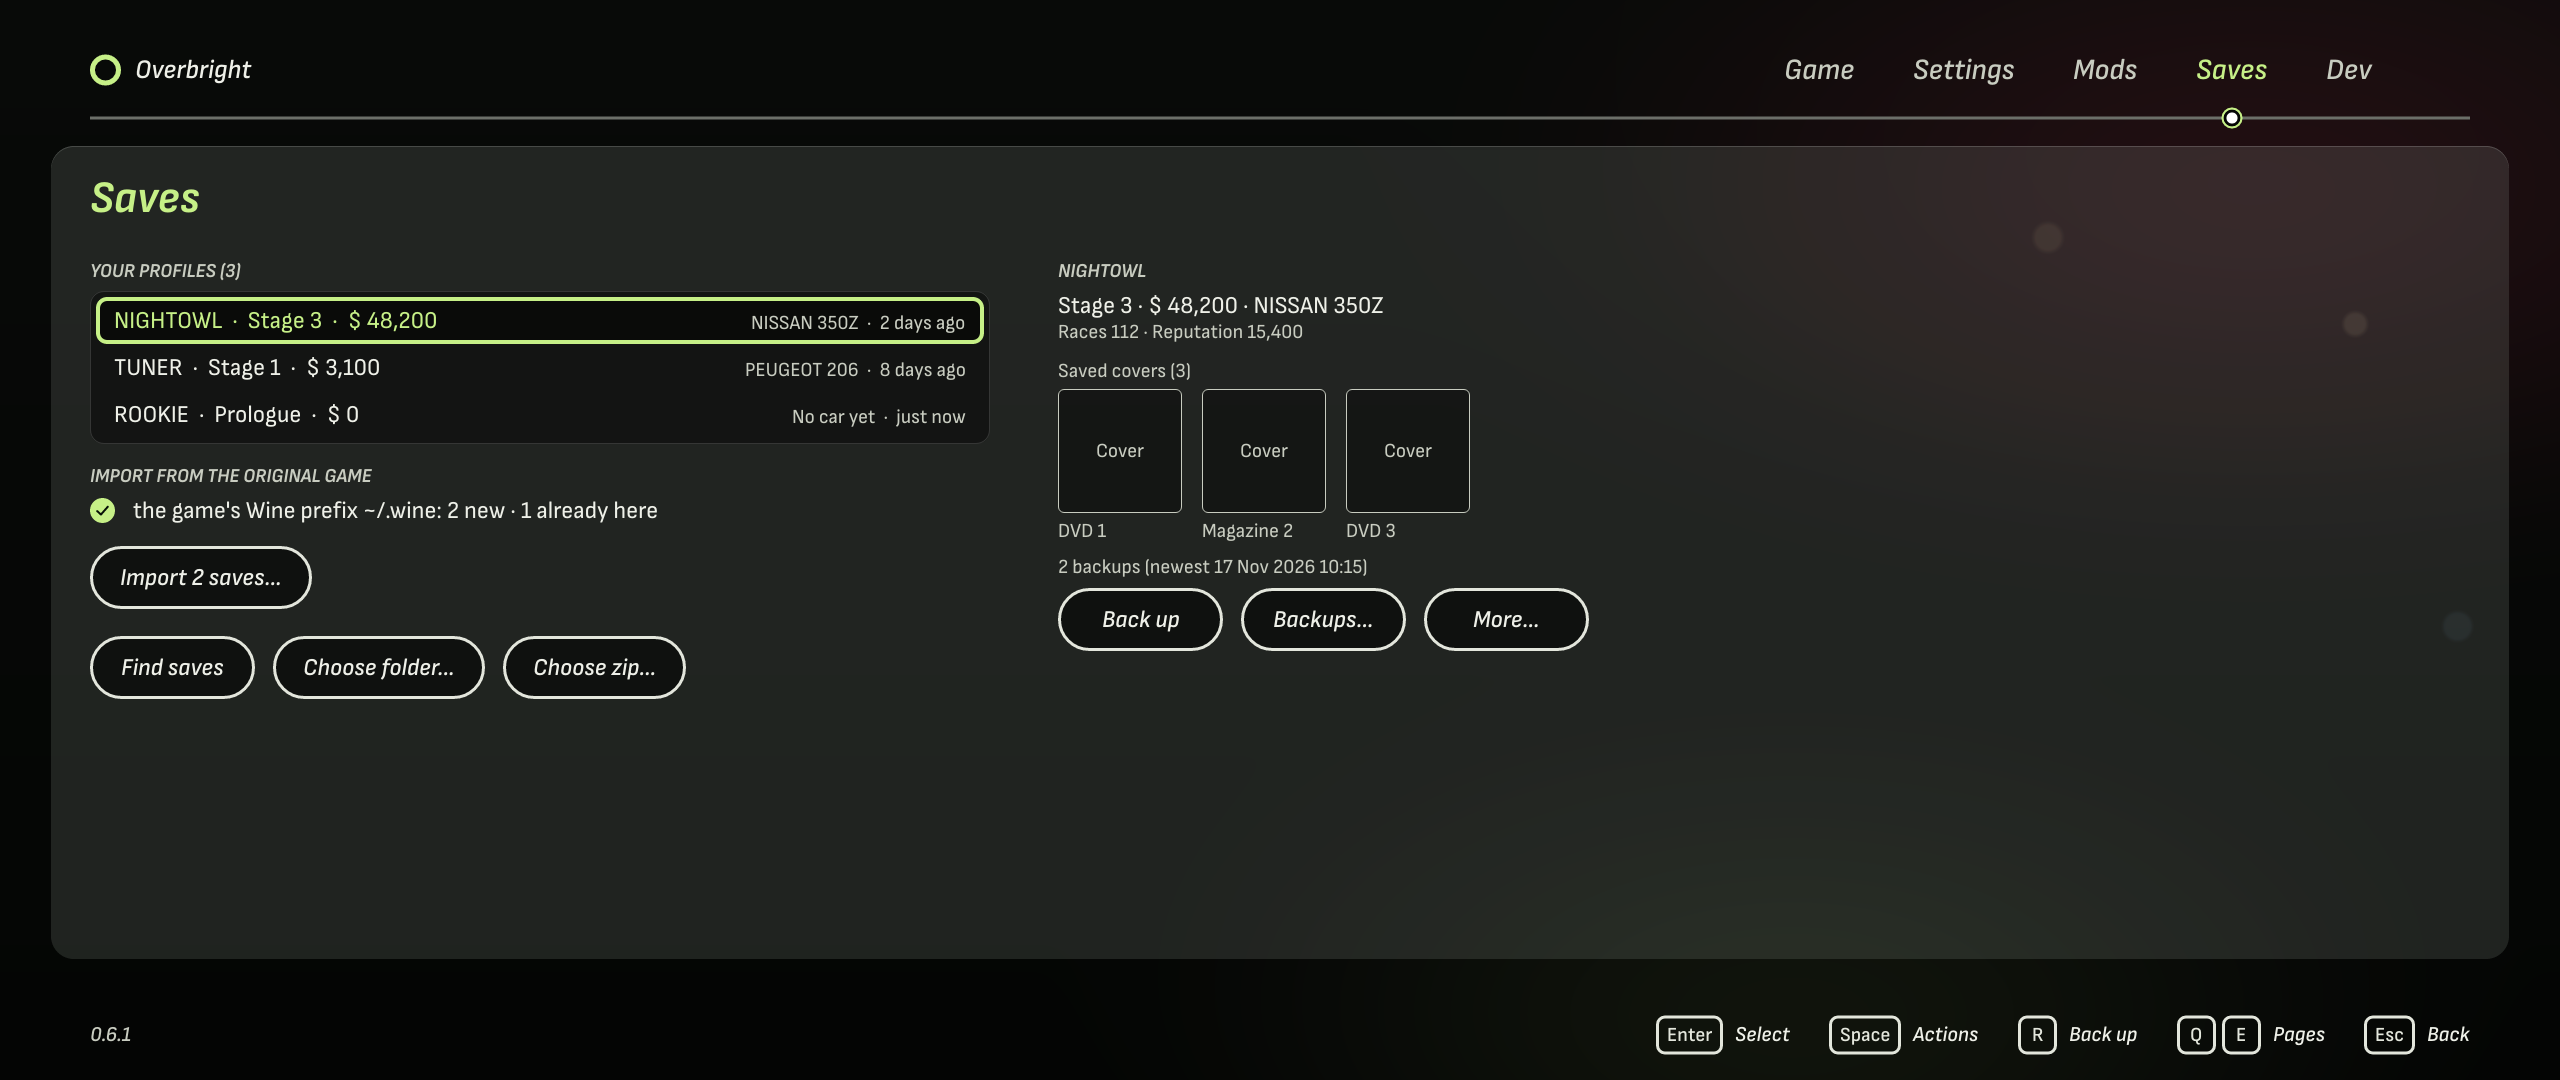 Overbright
Game Settings Mods Saves Dev
Saves
YOUR PROFILES (3)
NIGHTOWL · Stage 3 · $ 48,200 NISSAN 350Z · 2 days ago
TUNER · Stage 1 · $ 3,100 PEUGEOT 206 · 8 days ago
ROOKIE · Prologue · $ 0 No car yet · just now
IMPORT FROM THE ORIGINAL GAME
the game's Wine prefix ~/.wine: 2 new · 1 already here
Import 2 saves...
Find saves Choose folder... Choose zip...
NIGHTOWL
Stage 3 · $ 48,200 · NISSAN 350Z
Races 112 · Reputation 15,400
Saved covers (3)
Cover Cover Cover
DVD 1 Magazine 2 DVD 3
2 backups (newest 17 Nov 2026 10:15)
Back up Backups... More...
0.6.1
Enter Select Space Actions R Back up Q E Pages Esc Back